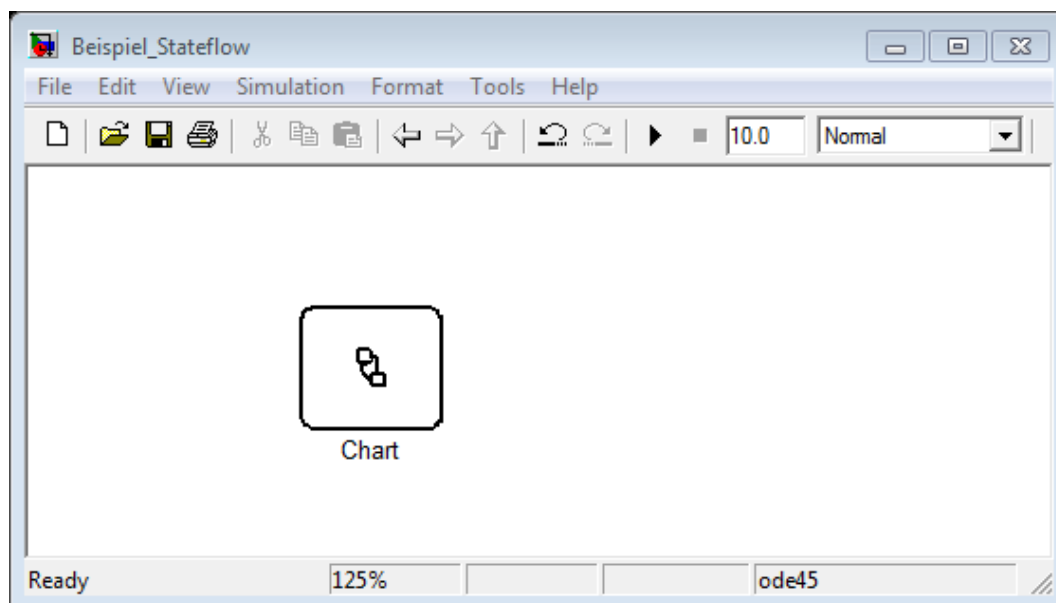 Beispiel_Stateflow
File Edit View Simulation Format Tools Help
10.0 Normal
Chart
Ready 125% ode45